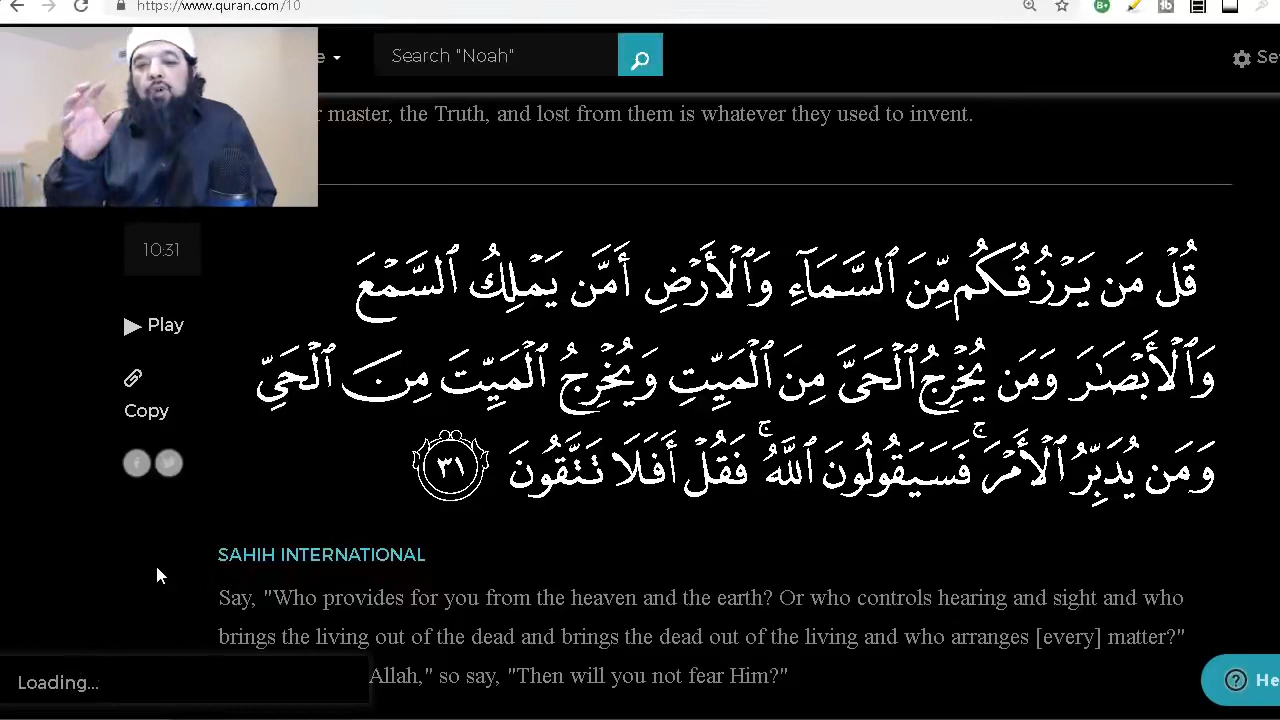 https://www.quran.com/10
e
Search "Noah"
master, the Truth, and lost from them is whatever they used to invent.
10:31
قُلْ مَن يَرْزُقُكُم مِّنَ ٱلسَّمَآءِ وَٱلْأَرْضِ أَمَّن يَمْلِكُ ٱلسَّمْعَ
وَٱلْأَبْصَٰرَ وَمَن يُخْرِجُ ٱلْحَىَّ مِنَ ٱلْمَيِّتِ وَيُخْرِجُ ٱلْمَيِّتَ مِنَ ٱلْحَىِّ
وَمَن يُدَبِّرُ ٱلْأَمْرَ ۚ فَسَيَقُولُونَ ٱللَّهُ ۚ فَقُلْ أَفَلَا تَتَّقُونَ ٣١
Play
Copy
SAHIH INTERNATIONAL
Say, "Who provides for you from the heaven and the earth? Or who controls hearing and sight and who
brings the living out of the dead and brings the dead out of the living and who arranges [every] matter?"
Allah," so say, "Then will you not fear Him?"
Loading...
He